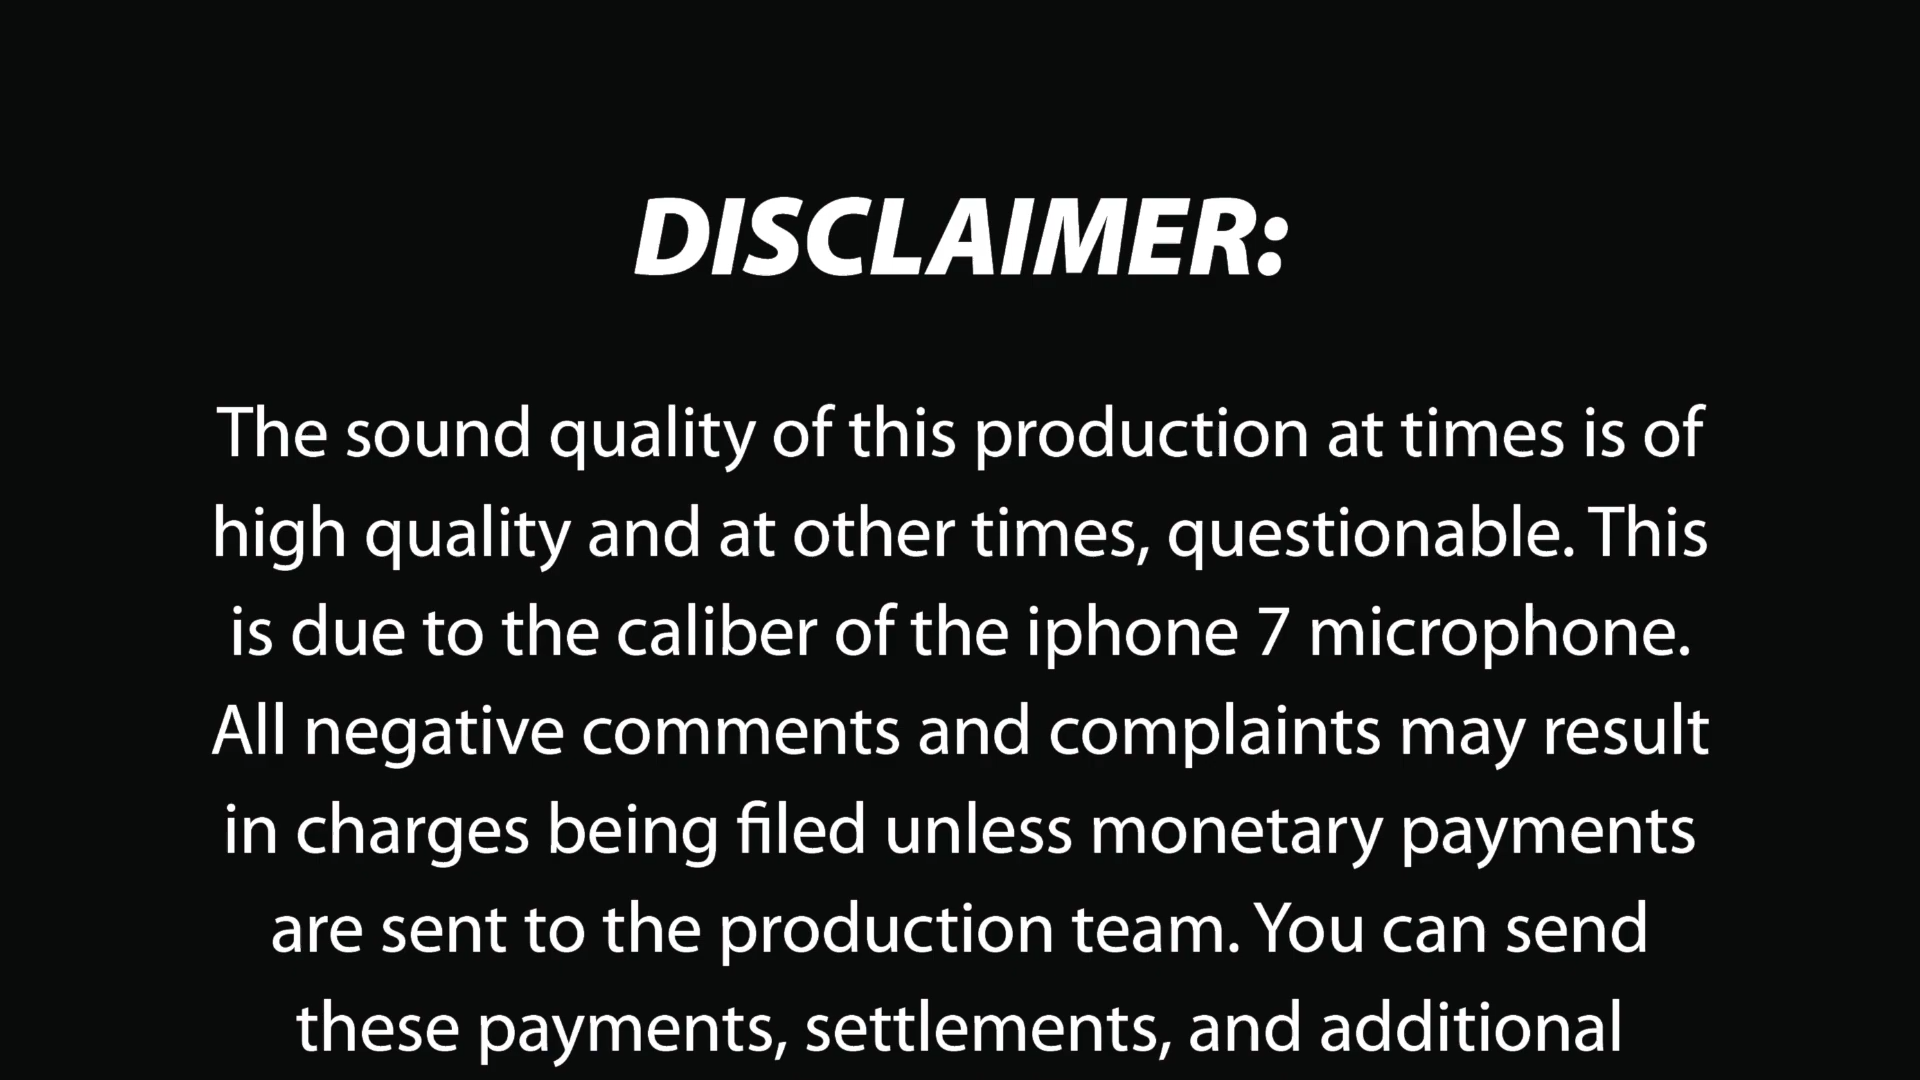 DISCLAIMER:
The sound quality of this production at times is of
high quality and at other times, questionable. This
is due to the caliber of the iphone 7 microphone.
All negative comments and complaints may result
in charges being filed unless monetary payments
are sent to the production team. You can send
these payments, settlements, and additional